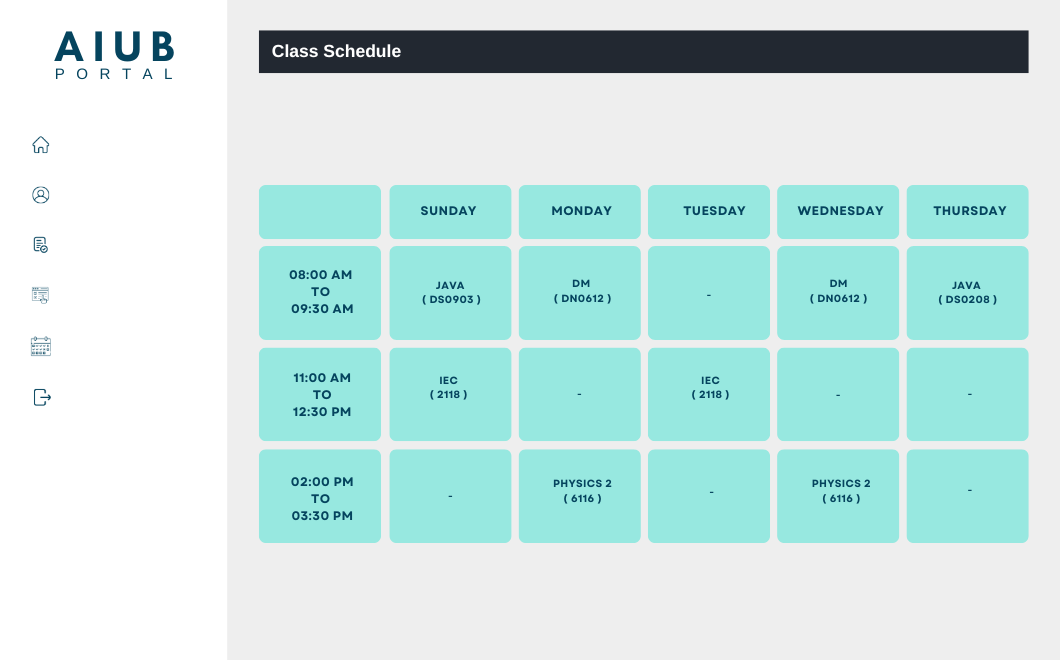 AIUB
PORTAL
Class Schedule
SUNDAY MONDAY TUESDAY WEDNESDAY THURSDAY
08:00 AM
TO
09:30 AM
JAVA
( DS0903 )
DM
( DN0612 )
-
DM
( DN0612 )
JAVA
( DS0208 )
11:00 AM
TO
12:30 PM
IEC
( 2118 )
-
IEC
( 2118 )
-
-
02:00 PM
TO
03:30 PM
-
PHYSICS 2
( 6116 )
-
PHYSICS 2
( 6116 )
-